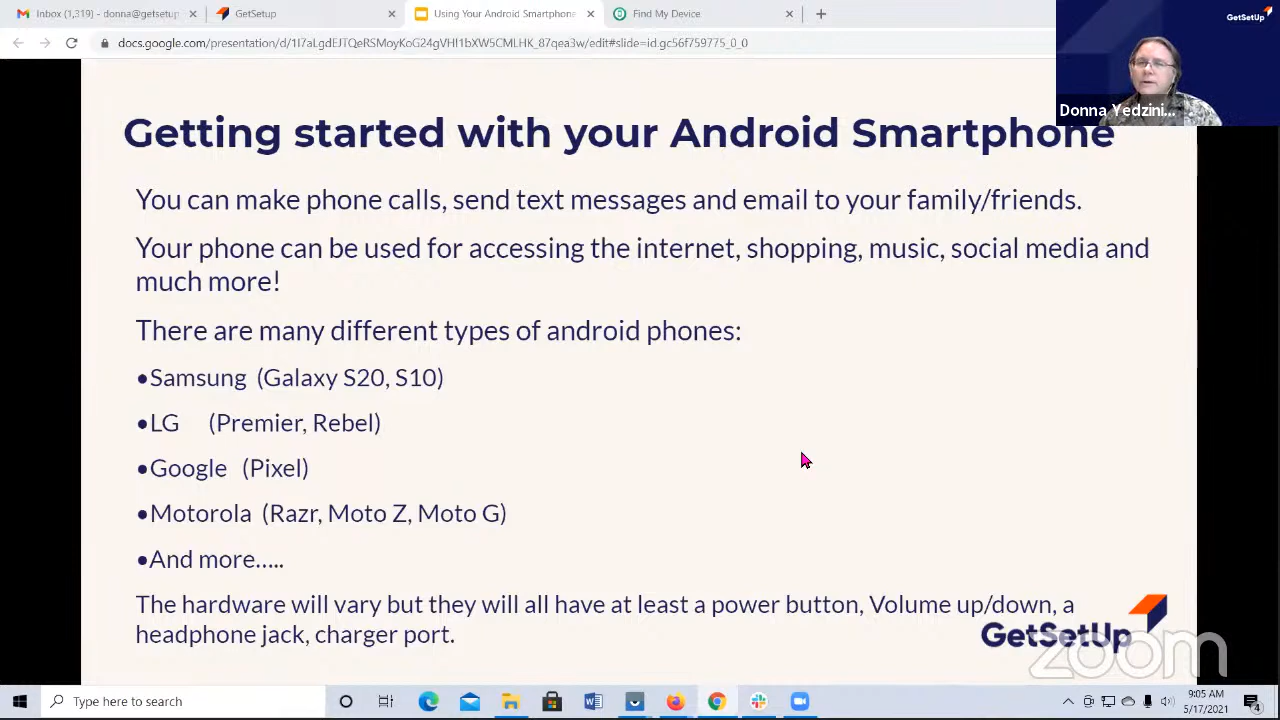 Inbox (1,319) - donna@getsetup
GetSetup
Using Your Android Smartphone
Find My Device
GetSetUp
docs.google.com/presentation/d/1I7aLgdEJTQeRSMoyKoG24gVHf1bXW5CMLHK_87qea3w/edit#slide=id:gc56f759775_0_0
Donna Yedzini...
Getting started with your Android Smartphone
You can make phone calls, send text messages and email to your family/friends.
Your phone can be used for accessing the internet, shopping, music, social media and
much more!
There are many different types of android phones:
•Samsung (Galaxy S20, S10)
•LG (Premier, Rebel)
•Google (Pixel)
•Motorola (Razr, Moto Z, Moto G)
•And more.....
The hardware will vary but they will all have at least a power button, Volume up/down, a
headphone jack, charger port.
GetSetUp
zoom
Type here to search
9:05 AM
5/17/2021
4